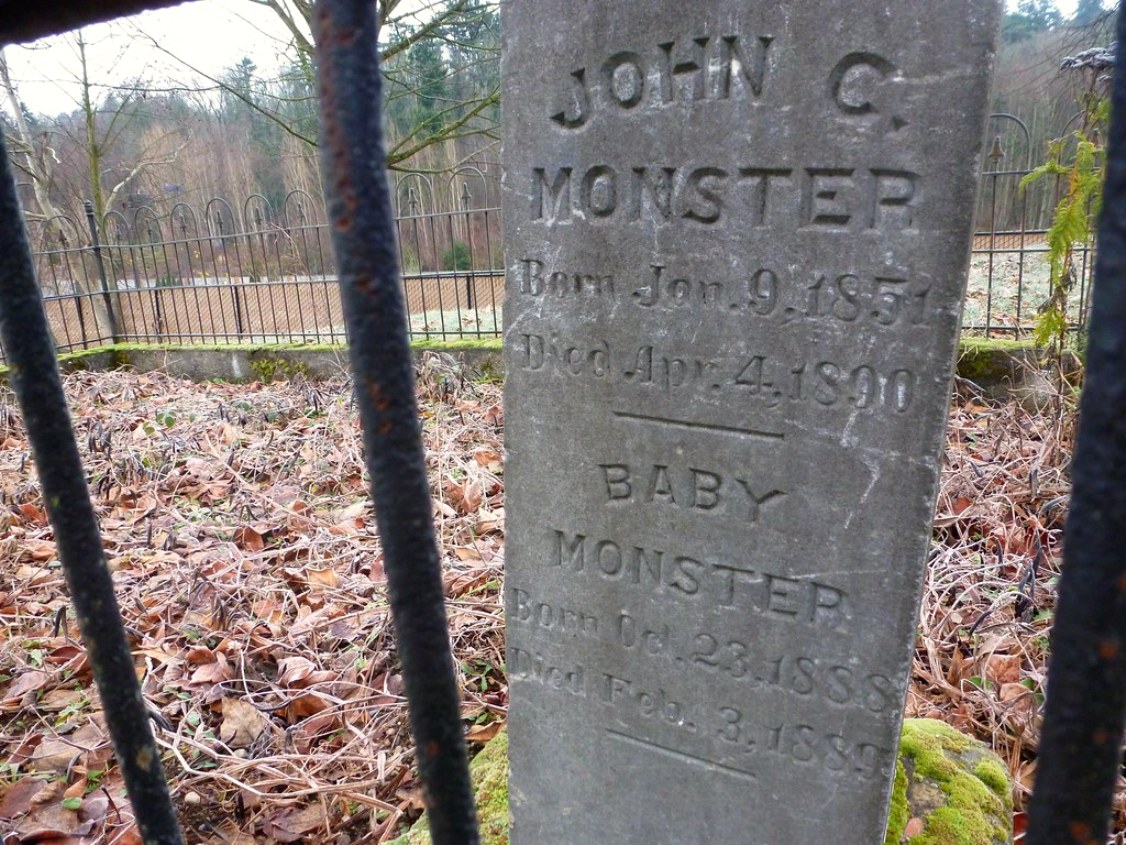 JOHN C.
MONSTER
Born Jan. 9, 1851
Died Apr. 4, 1890
BABY
MONSTER
Born Oct. 23, 1888
Died Feb. 3, 1889